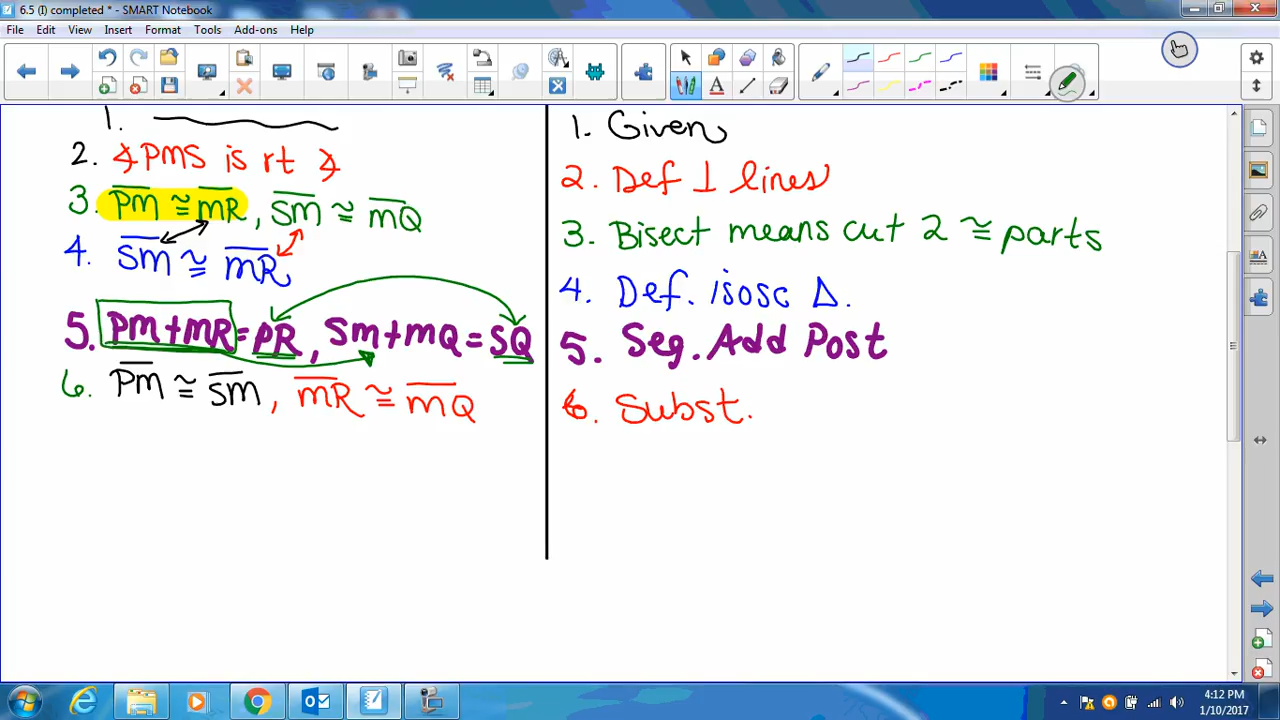 6.5 (I) completed * - SMART Notebook
File Edit View Insert Format Tools Add-ons Help
1.
2. ∡PMS is rt ∡
3. PM ≅ MR, SM ≅ MQ
4. SM ≅ MR
5. PM+MR=PR, SM+MQ=SQ
6. PM ≅ SM, MR ≅ MQ
1. Given
2. Def ⊥ lines
3. Bisect means cut 2 ≅ parts
4. Def. isosc Δ.
5. Seg. Add Post
6. Subst.
4:12 PM
1/10/2017